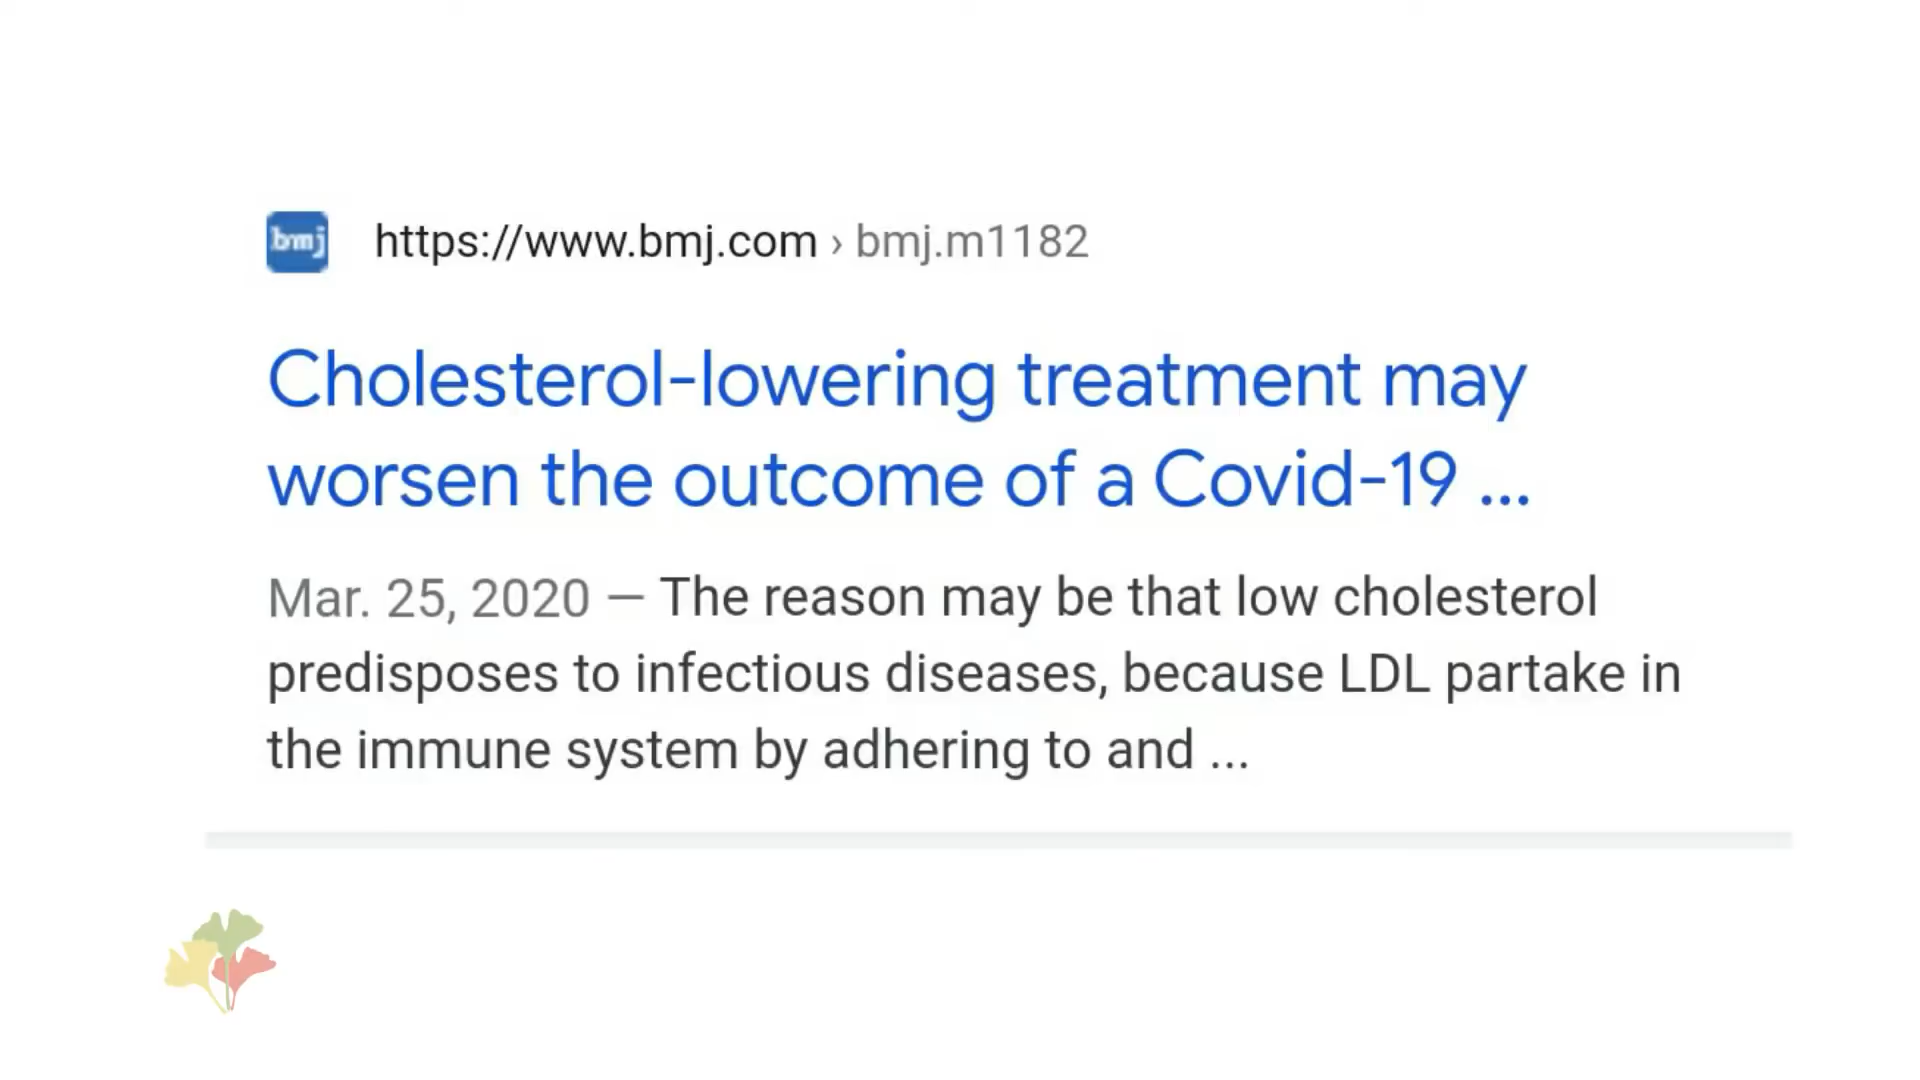 bmj
https://www.bmj.com › bmj.m1182
Cholesterol-lowering treatment may
worsen the outcome of a Covid-19 ...
Mar. 25, 2020 — The reason may be that low cholesterol
predisposes to infectious diseases, because LDL partake in
the immune system by adhering to and ...